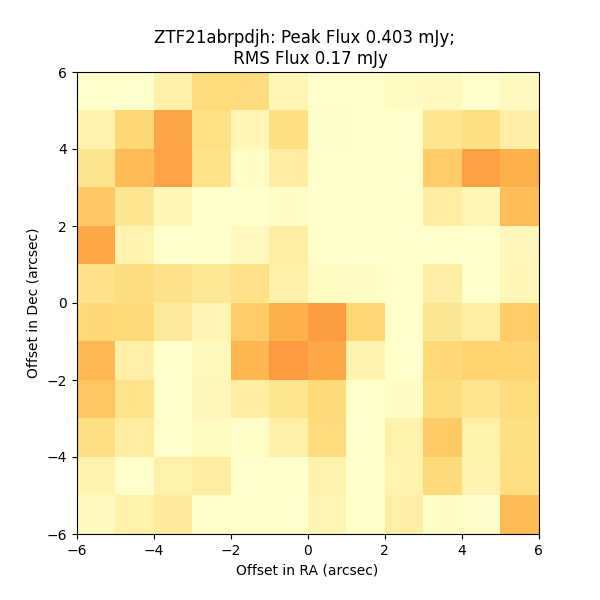 ZTF21abrpdjh: Peak Flux 0.403 mJy;
RMS Flux 0.17 mJy
6
4
2
0
−2
−4
−6
Offset in Dec (arcsec)
−6 −4 −2 0 2 4 6
Offset in RA (arcsec)